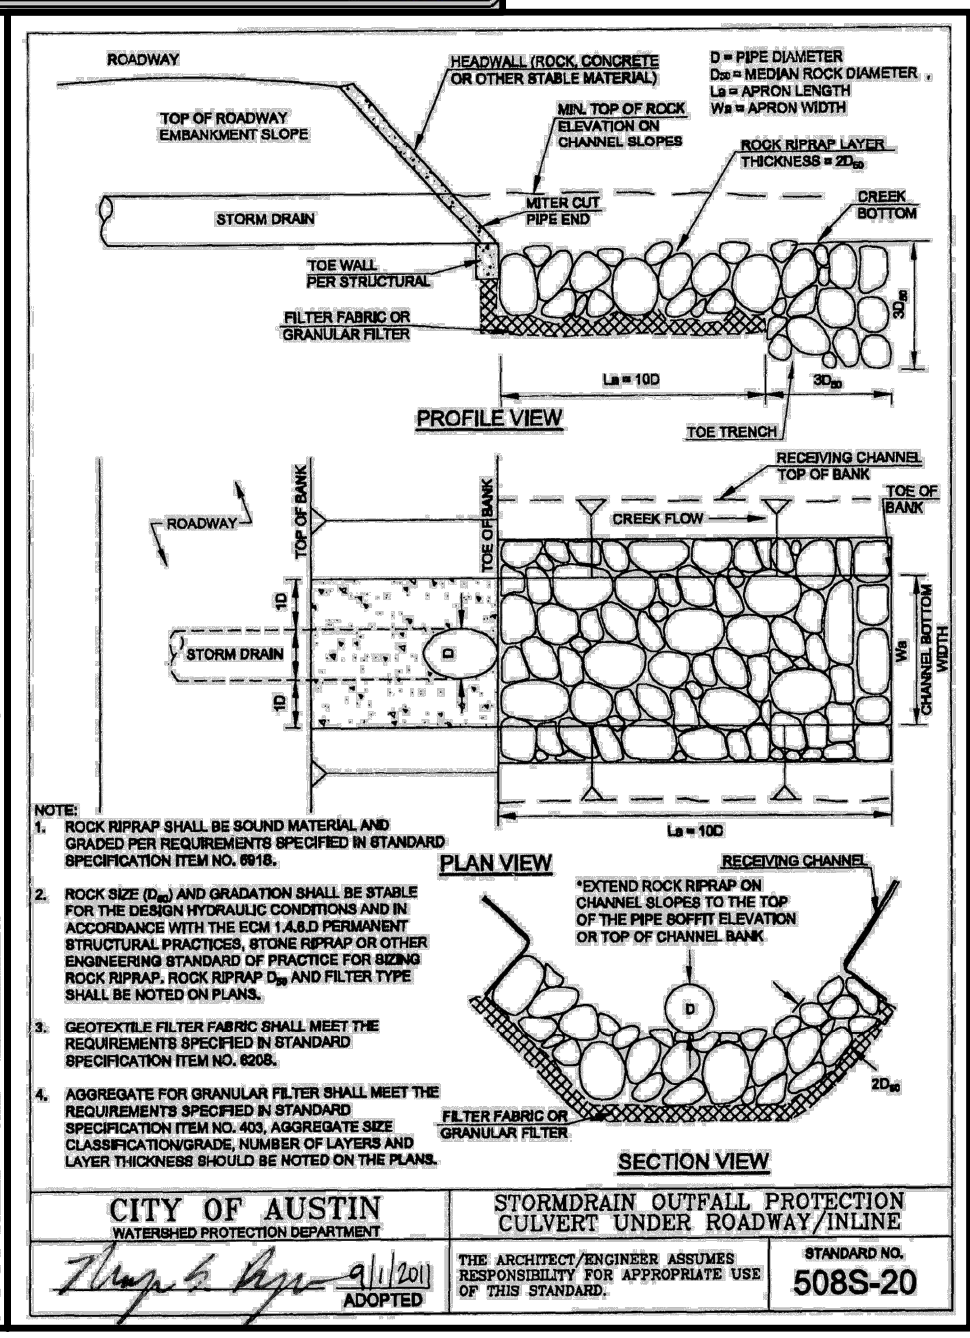 ROADWAY
HEADWALL (ROCK, CONCRETE
OR OTHER STABLE MATERIAL)
D = PIPE DIAMETER
D50 = MEDIAN ROCK DIAMETER
La = APRON LENGTH
Wa = APRON WIDTH
TOP OF ROADWAY
EMBANKMENT SLOPE
MIN. TOP OF ROCK
ELEVATION ON
CHANNEL SLOPES
ROCK RIPRAP LAYER
THICKNESS = 2D50
STORM DRAIN
MITER CUT
PIPE END
CREEK
BOTTOM
TOE WALL
PER STRUCTURAL
3D50
FILTER FABRIC OR
GRANULAR FILTER
La = 10D
3D50
PROFILE VIEW
TOE TRENCH
RECEIVING CHANNEL
TOP OF BANK
TOE OF
BANK
ROADWAY
TOP OF BANK
TOE OF BANK
CREEK FLOW
1D
STORM DRAIN
D
1D
Wa
CHANNEL BOTTOM
WIDTH
La = 10D
PLAN VIEW
NOTE:
1. ROCK RIPRAP SHALL BE SOUND MATERIAL AND
GRADED PER REQUIREMENTS SPECIFIED IN STANDARD
SPECIFICATION ITEM NO. 591S.
2. ROCK SIZE (D50) AND GRADATION SHALL BE STABLE
FOR THE DESIGN HYDRAULIC CONDITIONS AND IN
ACCORDANCE WITH THE ECM 1.4.6.D PERMANENT
STRUCTURAL PRACTICES, STONE RIPRAP OR OTHER
ENGINEERING STANDARD OF PRACTICE FOR SIZING
ROCK RIPRAP. ROCK RIPRAP D50 AND FILTER TYPE
SHALL BE NOTED ON PLANS.
3. GEOTEXTILE FILTER FABRIC SHALL MEET THE
REQUIREMENTS SPECIFIED IN STANDARD
SPECIFICATION ITEM NO. 620S.
4. AGGREGATE FOR GRANULAR FILTER SHALL MEET THE
REQUIREMENTS SPECIFIED IN STANDARD
SPECIFICATION ITEM NO. 403, AGGREGATE SIZE
CLASSIFICATION/GRADE, NUMBER OF LAYERS AND
LAYER THICKNESS SHOULD BE NOTED ON THE PLANS.
RECEIVING CHANNEL
*EXTEND ROCK RIPRAP ON
CHANNEL SLOPES TO THE TOP
OF THE PIPE SOFFIT ELEVATION
OR TOP OF CHANNEL BANK
D
2D50
FILTER FABRIC OR
GRANULAR FILTER
SECTION VIEW
CITY OF AUSTIN
WATERSHED PROTECTION DEPARTMENT
STORMDRAIN OUTFALL PROTECTION
CULVERT UNDER ROADWAY/INLINE
9/1/2011
ADOPTED
THE ARCHITECT/ENGINEER ASSUMES
RESPONSIBILITY FOR APPROPRIATE USE
OF THIS STANDARD.
STANDARD NO.
508S-20